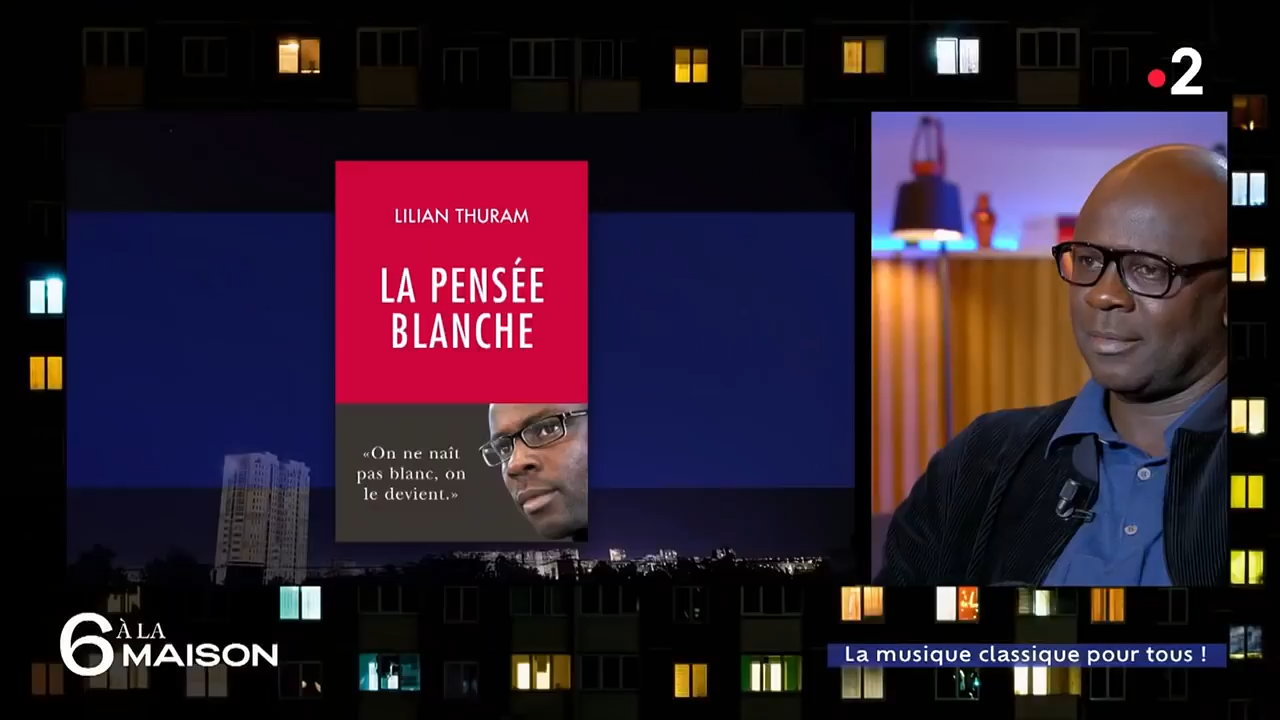 2
LILIAN THURAM
LA PENSÉE
BLANCHE
«On ne naît
pas blanc, on
le devient.»
6 À LA
MAISON
La musique classique pour tous !